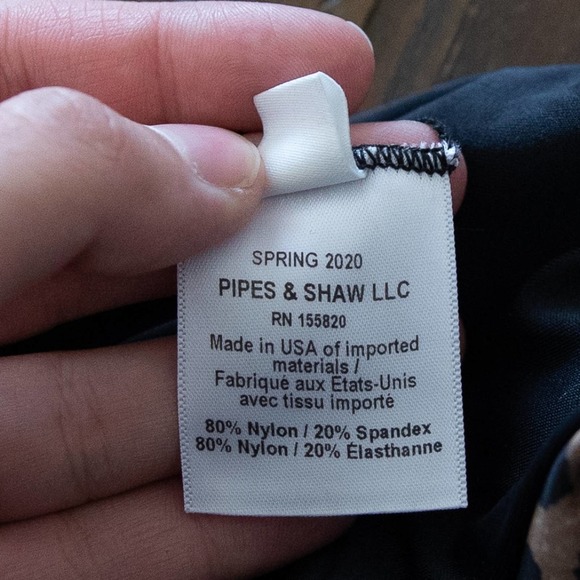 SPRING 2020
PIPES & SHAW LLC
RN 155820
Made in USA of imported
materials /
Fabriqué aux Etats-Unis
avec tissu importé
80% Nylon / 20% Spandex
80% Nylon / 20% Élasthanne